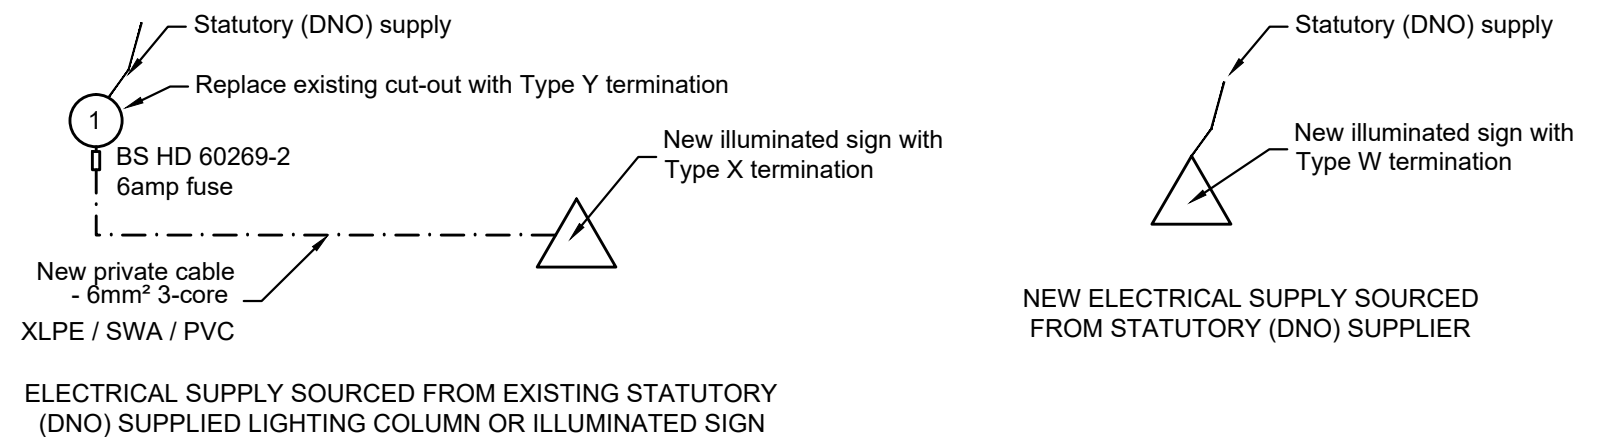 Statutory (DNO) supply
Replace existing cut-out with Type Y termination
1
BS HD 60269-2
6amp fuse
New illuminated sign with
Type X termination
New private cable
- 6mm² 3-core
XLPE / SWA / PVC
ELECTRICAL SUPPLY SOURCED FROM EXISTING STATUTORY
(DNO) SUPPLIED LIGHTING COLUMN OR ILLUMINATED SIGN
Statutory (DNO) supply
New illuminated sign with
Type W termination
NEW ELECTRICAL SUPPLY SOURCED
FROM STATUTORY (DNO) SUPPLIER